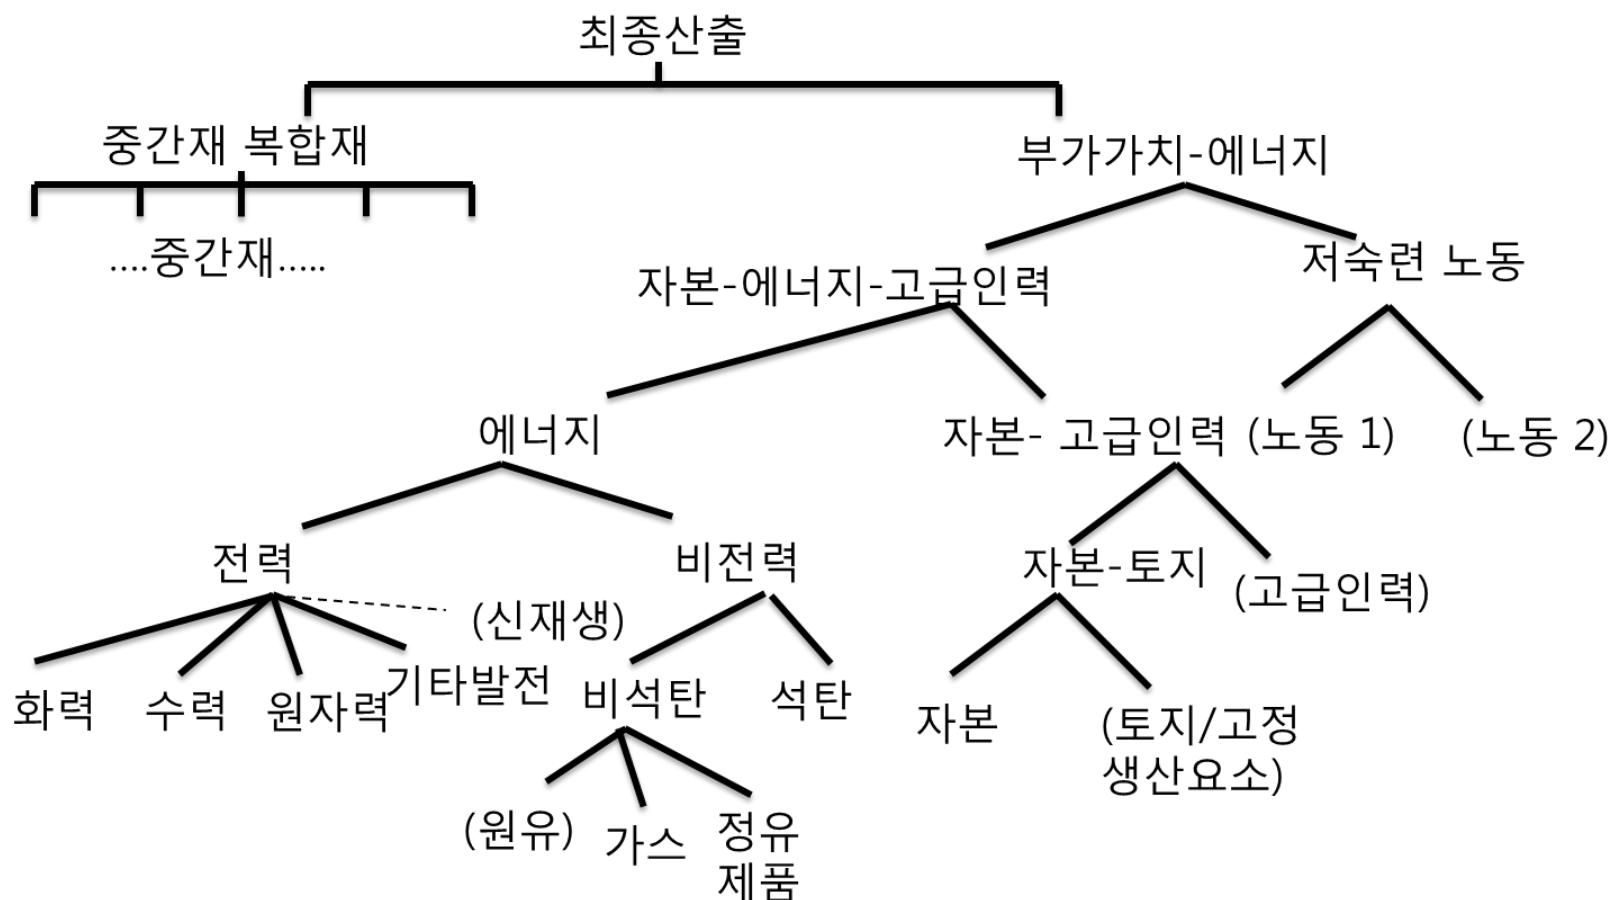 최종산출
중간재 복합재
부가가치-에너지
....중간재.....
저숙련 노동
자본-에너지-고급인력
에너지
자본- 고급인력
(노동 1)
(노동 2)
전력
비전력
자본-토지
(고급인력)
(신재생)
화력
수력
원자력
기타발전
비석탄
석탄
자본
(토지/고정
생산요소)
(원유)
가스
정유
제품